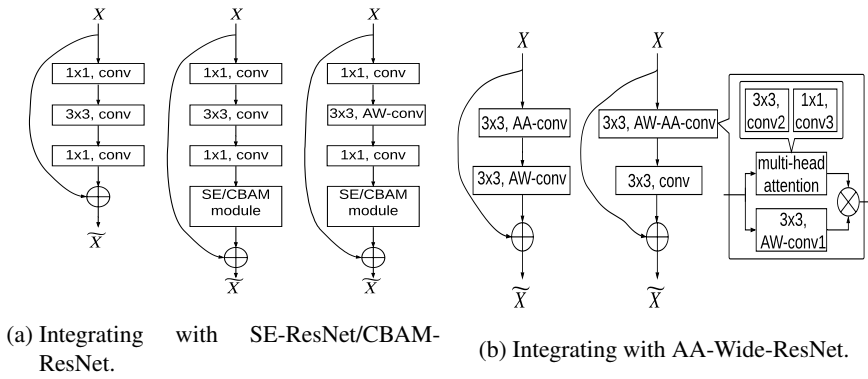 X
1x1, conv
3x3, conv
1x1, conv
X̃
X
1x1, conv
3x3, conv
1x1, conv
SE/CBAM
module
X̃
X
1x1, conv
3x3, AW-conv
1x1, conv
SE/CBAM
module
X̃
(a) Integrating with SE-ResNet/CBAM-
ResNet.
X
3x3, AA-conv
3x3, AW-conv
X̃
X
3x3, AW-AA-conv
3x3, conv
X̃
3x3,
conv2
1x1,
conv3
multi-head
attention
3x3,
AW-conv1
(b) Integrating with AA-Wide-ResNet.